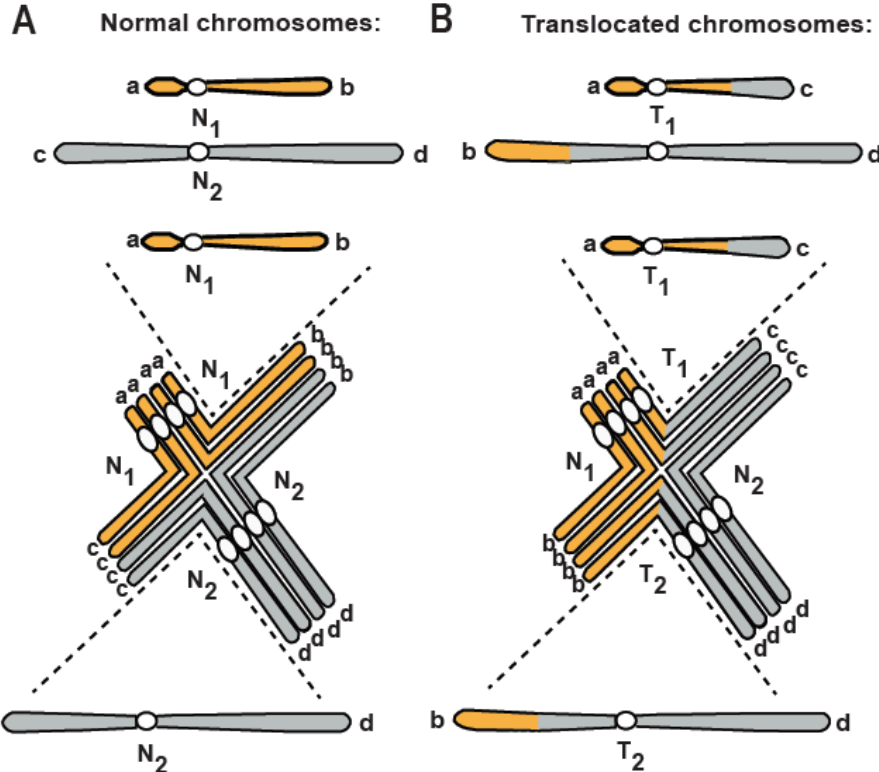 A Normal chromosomes:
a b
N1
c d
N2
a b
N1
a a a a N1 b b b b
N1 N2
c c c c N2 d d d d
d
N2
B Translocated chromosomes:
a c
T1
b d
a c
T1
a a a a T1 c c c c
N1 N2
b b b b T2 d d d d
b d
T2